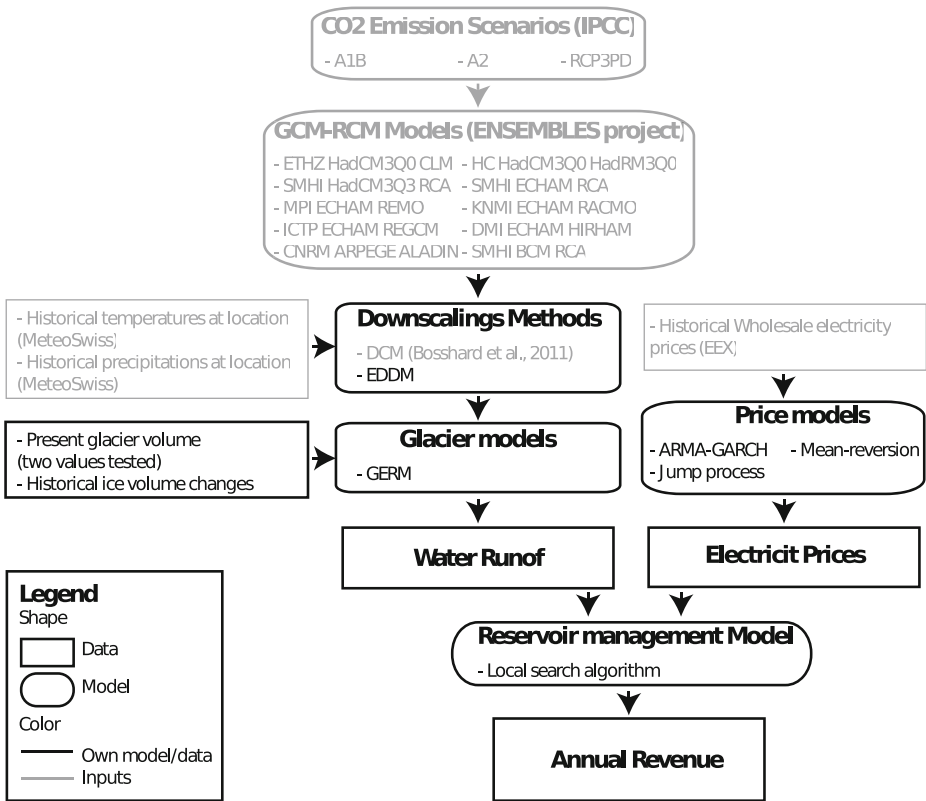 CO2 Emission Scenarios (IPCC)
- A1B - A2 - RCP3PD
GCM-RCM Models (ENSEMBLES project)
- ETHZ HadCM3Q0 CLM - HC HadCM3Q0 HadRM3Q0
- SMHI HadCM3Q3 RCA - SMHI ECHAM RCA
- MPI ECHAM REMO - KNMI ECHAM RACMO
- ICTP ECHAM REGCM - DMI ECHAM HIRHAM
- CNRM ARPEGE ALADIN - SMHI BCM RCA
- Historical temperatures at location
(MeteoSwiss)
- Historical precipitations at location
(MeteoSwiss)
Downscalings Methods
- DCM (Bosshard et al., 2011)
- EDDM
- Historical Wholesale electricity
prices (EEX)
- Present glacier volume
(two values tested)
- Historical ice volume changes
Glacier models
- GERM
Price models
- ARMA-GARCH - Mean-reversion
- Jump process
Water Runof
Electricit Prices
Reservoir management Model
- Local search algorithm
Annual Revenue
Legend
Shape
Data
Model
Color
Own model/data
Inputs